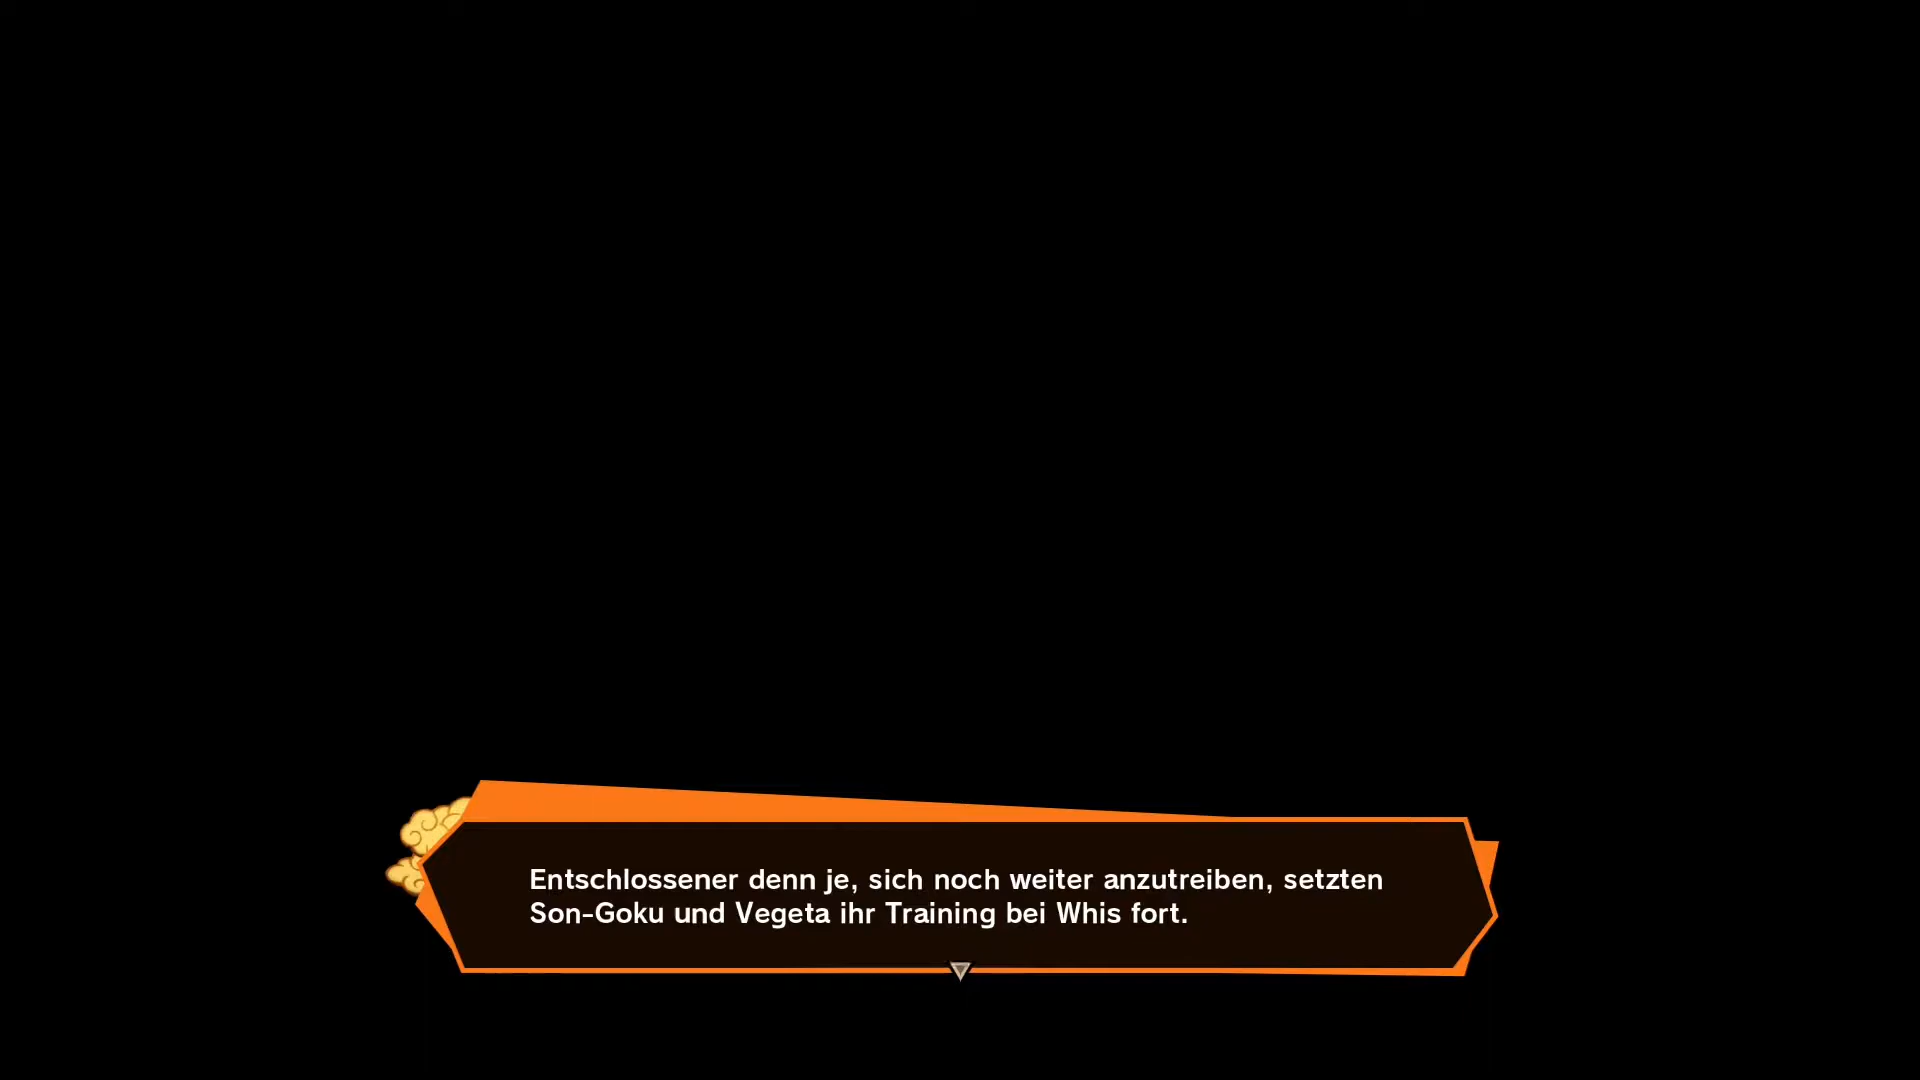 Entschlossener denn je, sich noch weiter anzutreiben, setzten
Son-Goku und Vegeta ihr Training bei Whis fort.